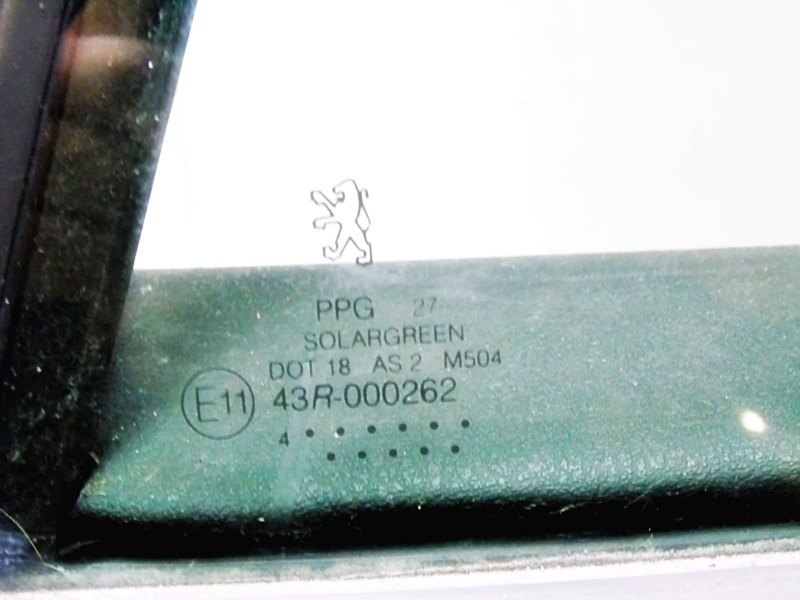 PPG 27
SOLARGREEN
DOT 18 AS 2 M504
E11 43R-000262
4 • • • • • •
• • • • •